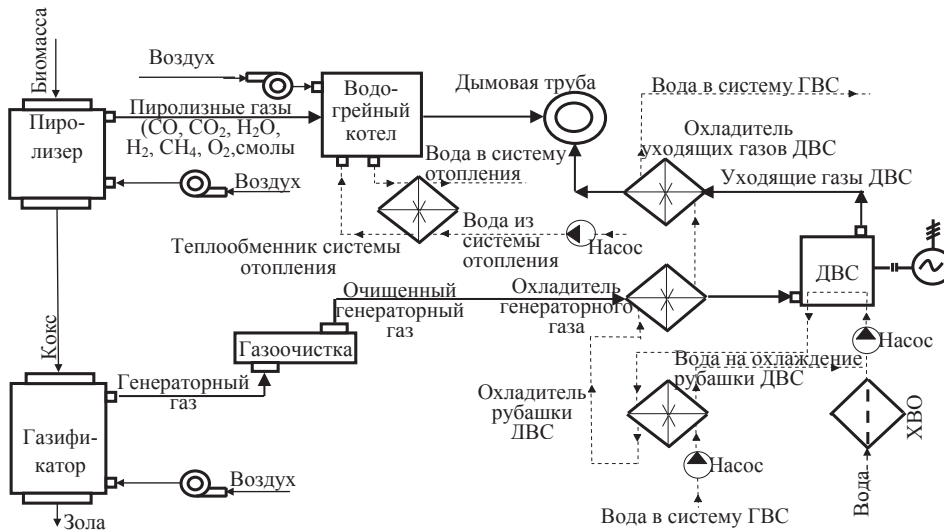 Биомасса
Воздух
Водо-
грейный
котел
Дымовая труба
Вода в систему ГВС
Пиро-
лизер
Пиролизные газы
(CO, CO₂, H₂O,
H₂, CH₄, O₂,смолы
Охладитель
уходящих газов ДВС
Вода в систему
отопления
Воздух
Уходящие газы ДВС
Теплообменник системы
отопления
Вода из
системы
отопления
Насос
ДВС
Очищенный
генераторный
газ
Охладитель
генераторного
газа
Кокс
Газоочистка
Насос
Генераторный
газ
Вода на охлаждение
рубашки ДВС
Охладитель
рубашки
ДВС
ХВО
Газифи-
катор
Насос
Воздух
Вода
Вода в систему ГВС
Зола